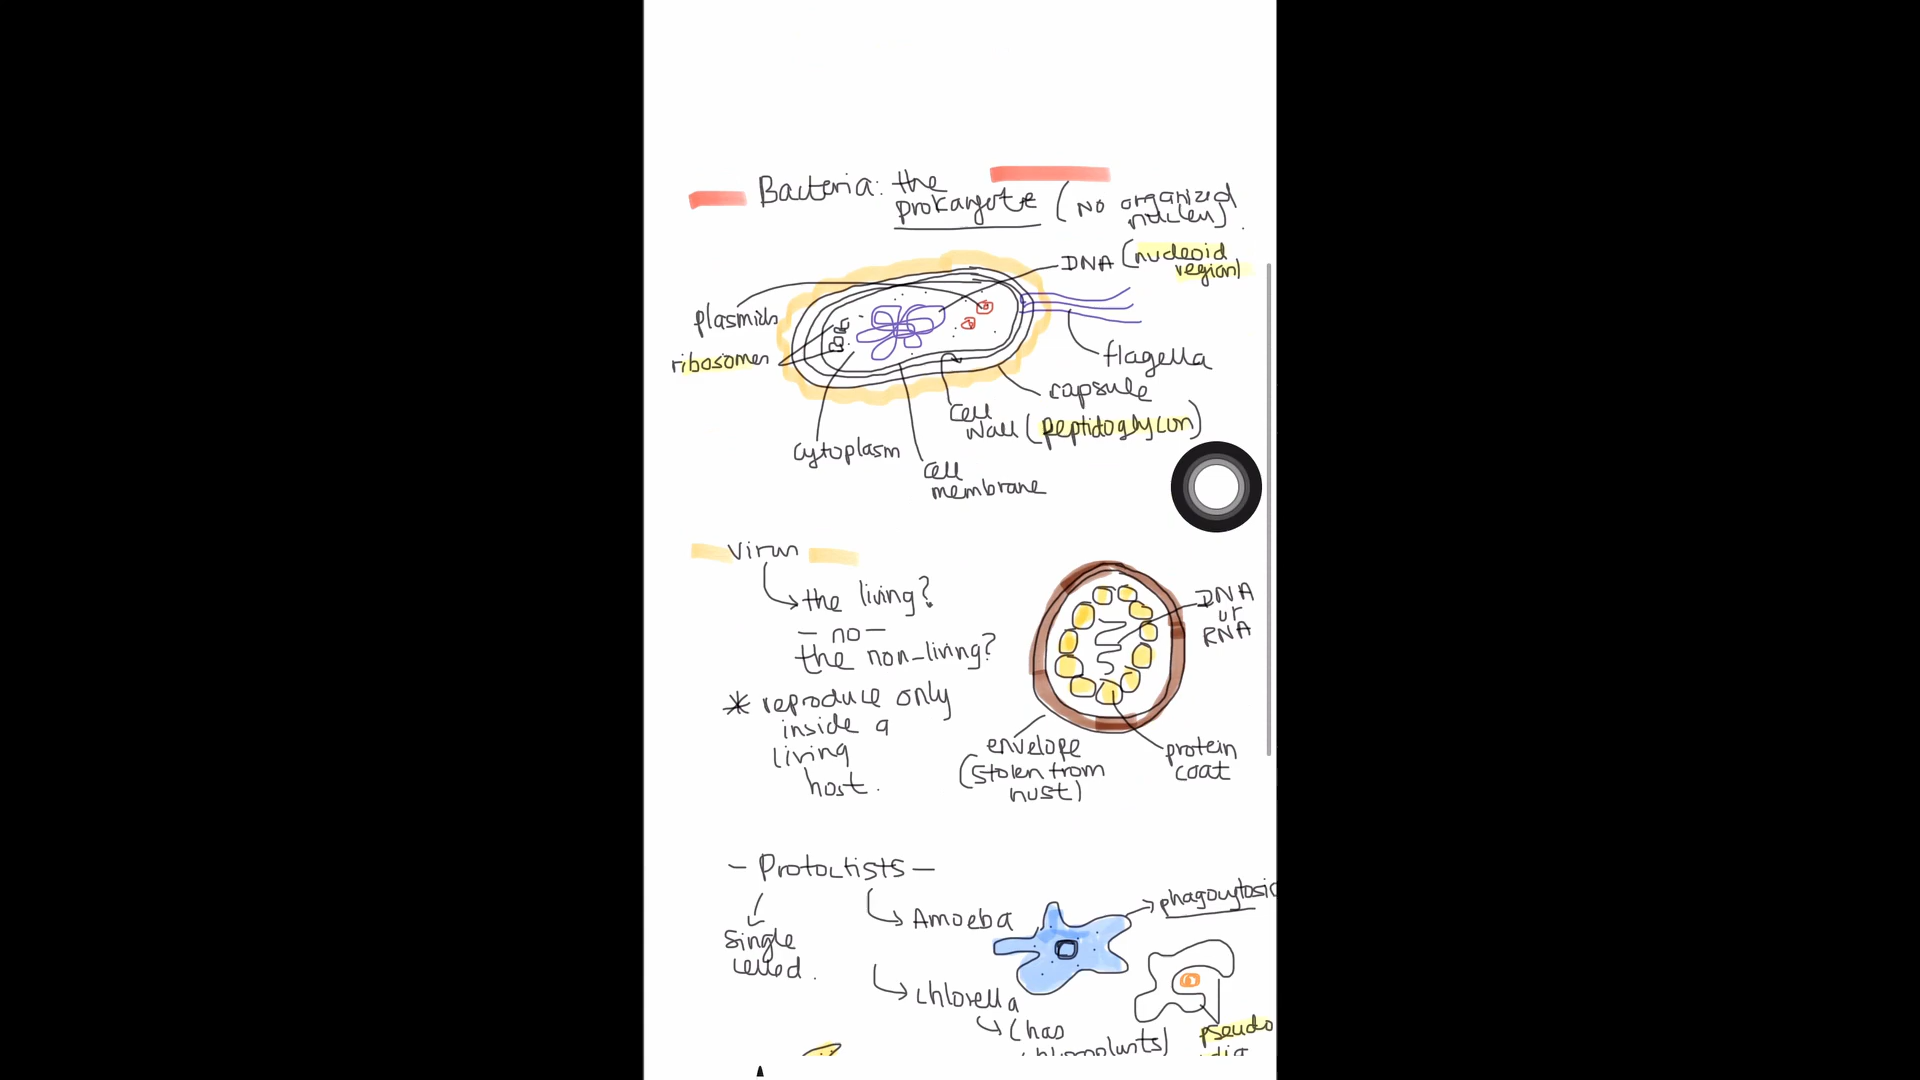 Bacteria: the
prokaryote (No organized
nucleus).
DNA (nucleoid
region)
plasmids
ribosomes
flagella
capsule
cell
wall (peptidoglycan)
cytoplasm
cell
membrane
Virus
the living?
- no -
the non-living?
* reproduce only
inside a
living
host.
DNA
or
RNA
envelope
(stolen from
host)
protein
coat
- Protoctists -
single
celled.
Amoeba
phagocytosis
chlorella
(has
chloroplasts)
pseudo